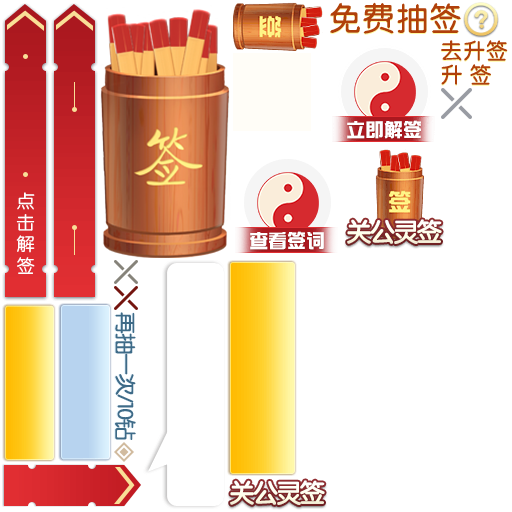 签
免费抽签
?
去升签
升 签
点击解签
签
立即解签
签
查看签词
关公灵签
再抽一次/10钻
关公灵签